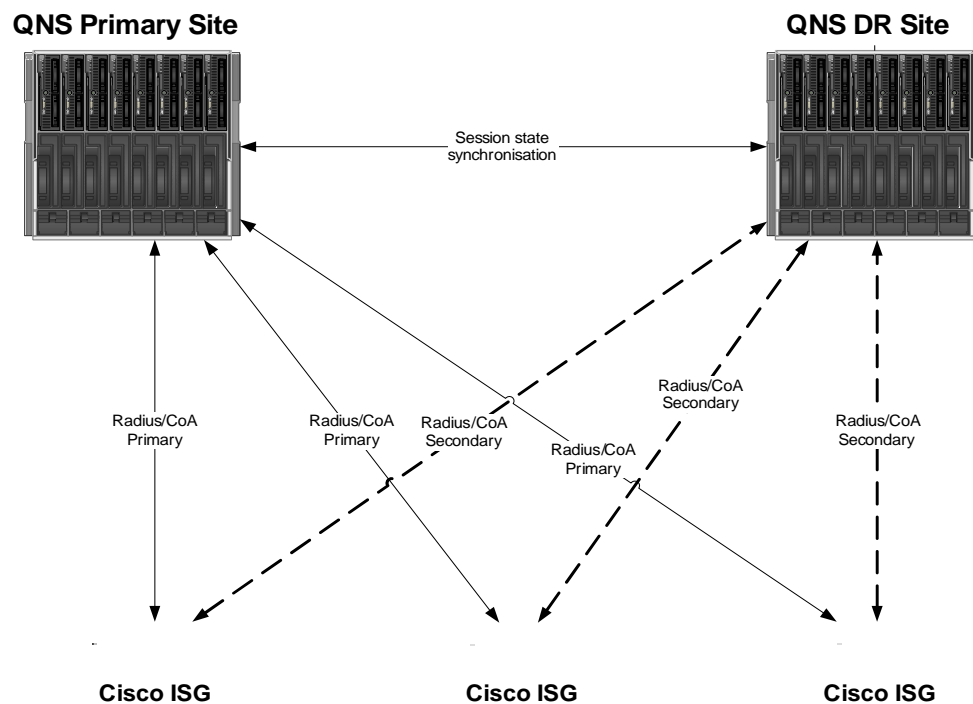 QNS Primary Site
QNS DR Site
Session state
synchronisation
Radius/CoA
Secondary
Radius/CoA
Primary
Radius/CoA
Primary
Radius/CoA
Secondary
Radius/CoA
Primary
Radius/CoA
Secondary
Cisco ISG
Cisco ISG
Cisco ISG